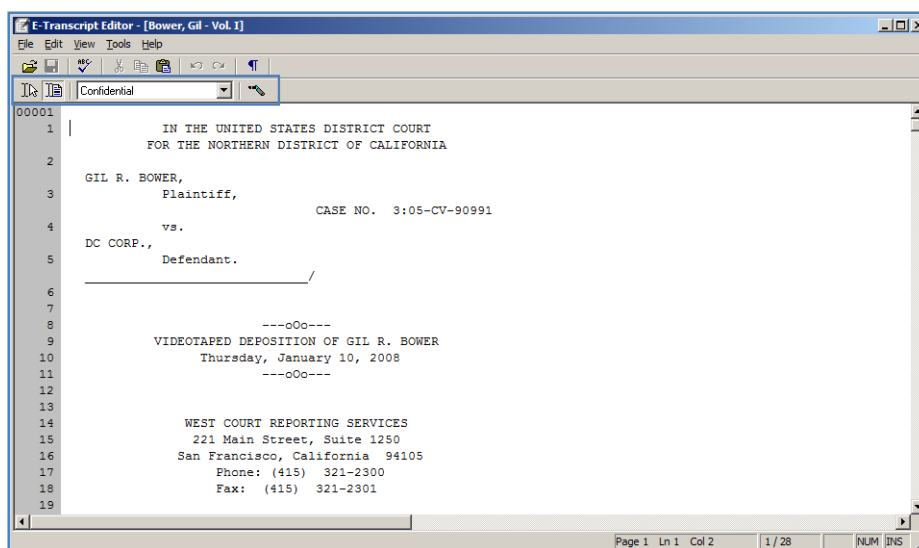 E-Transcript Editor - [Bower, Gil - Vol. I]
File Edit View Tools Help
ABC
Confidential
00001
1 IN THE UNITED STATES DISTRICT COURT
FOR THE NORTHERN DISTRICT OF CALIFORNIA
2
GIL R. BOWER,
3 Plaintiff,
CASE NO. 3:05-CV-90991
4 vs.
DC CORP.,
5 Defendant.
______________________________/
6
7
8 ---oOo---
9 VIDEOTAPED DEPOSITION OF GIL R. BOWER
10 Thursday, January 10, 2008
11 ---oOo---
12
13
14 WEST COURT REPORTING SERVICES
15 221 Main Street, Suite 1250
16 San Francisco, California 94105
17 Phone: (415) 321-2300
18 Fax: (415) 321-2301
19
Page 1 Ln 1 Col 2 1 / 28 NUM INS